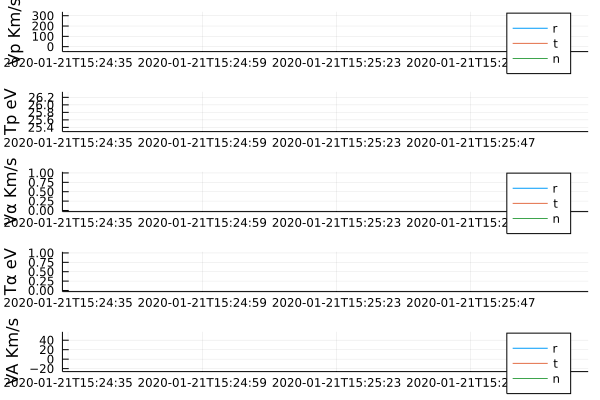 Vp Km/s
300
200
100
0
2020-01-21T15:24:35 2020-01-21T15:24:59 2020-01-21T15:25:23 2020-01-21T15:2
r
t
n
Tp eV
26.2
26.0
25.8
25.6
25.4
2020-01-21T15:24:35 2020-01-21T15:24:59 2020-01-21T15:25:23 2020-01-21T15:25:47
Vα Km/s
1.00
0.75
0.50
0.25
0.00
2020-01-21T15:24:35 2020-01-21T15:24:59 2020-01-21T15:25:23 2020-01-21T15:2
r
t
n
Tα eV
1.00
0.75
0.50
0.25
0.00
2020-01-21T15:24:35 2020-01-21T15:24:59 2020-01-21T15:25:23 2020-01-21T15:25:47
VA Km/s
40
20
0
−20
2020-01-21T15:24:35 2020-01-21T15:24:59 2020-01-21T15:25:23 2020-01-21T15:2
r
t
n